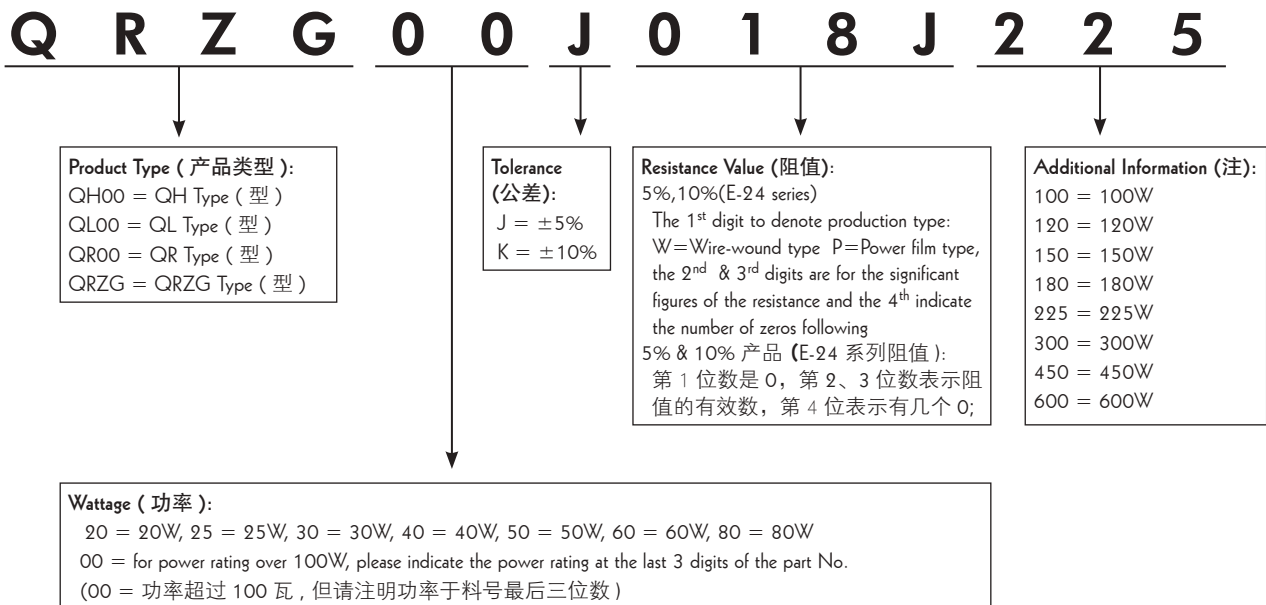 Q R Z G 0 0 J 0 1 8 J 2 2 5
Product Type ( 产品类型 ):
QH00 = QH Type ( 型 )
QL00 = QL Type ( 型 )
QR00 = QR Type ( 型 )
QRZG = QRZG Type ( 型 )
Tolerance
(公差):
J = ±5%
K = ±10%
Resistance Value (阻值):
5%,10%(E-24 series)
The 1st digit to denote production type:
W=Wire-wound type P=Power film type,
the 2nd & 3rd digits are for the significant
figures of the resistance and the 4th indicate
the number of zeros following
5% & 10% 产品 (E-24 系列阻值 ):
第 1 位数是 0，第 2、3 位数表示阻
值的有效数，第 4 位表示有几个 0;
Additional Information (注):
100 = 100W
120 = 120W
150 = 150W
180 = 180W
225 = 225W
300 = 300W
450 = 450W
600 = 600W
Wattage ( 功率 ):
20 = 20W, 25 = 25W, 30 = 30W, 40 = 40W, 50 = 50W, 60 = 60W, 80 = 80W
00 = for power rating over 100W, please indicate the power rating at the last 3 digits of the part No.
(00 = 功率超过 100 瓦 , 但请注明功率于料号最后三位数 )